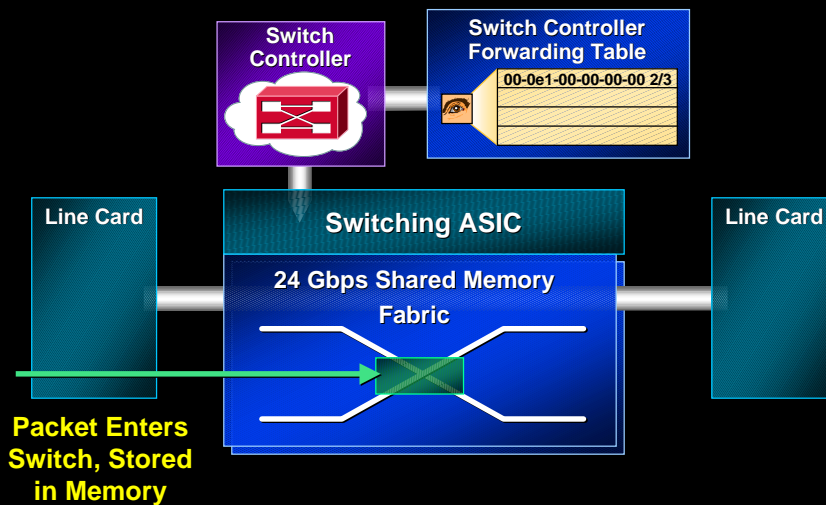 Switch
Controller
Switch Controller
Forwarding Table
00-0e1-00-00-00-00 2/3
Line Card
Switching ASIC
Line Card
24 Gbps Shared Memory
Fabric
Packet Enters
Switch, Stored
in Memory